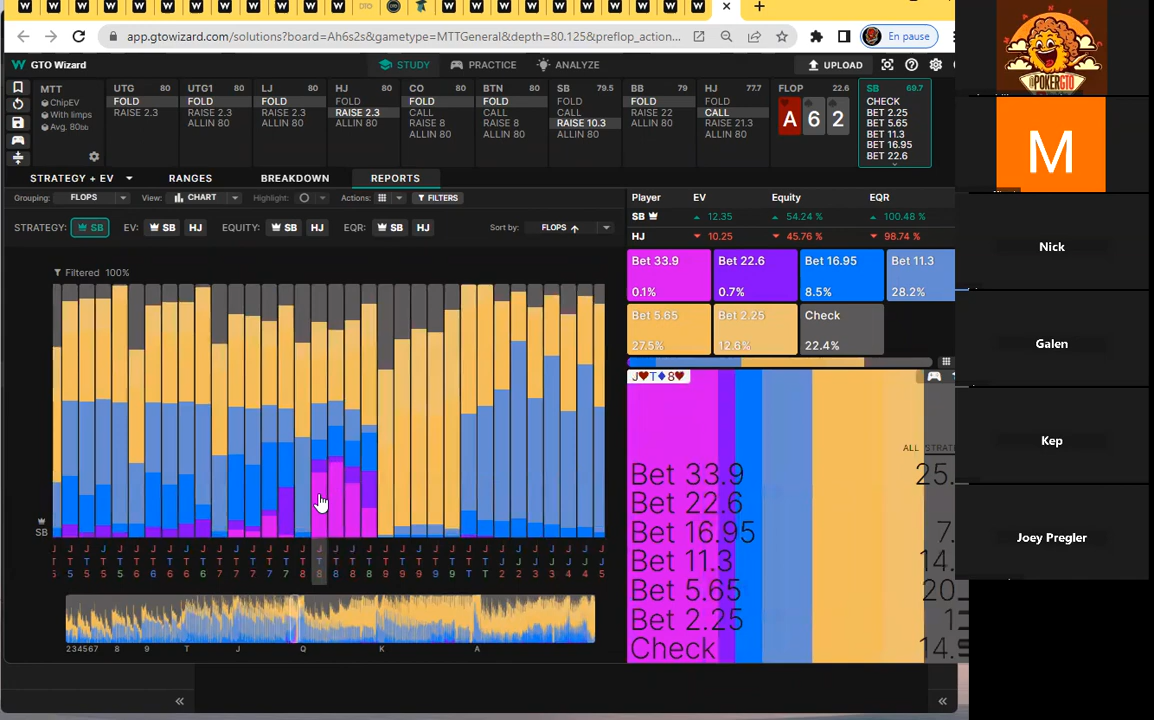 W W W W W W W W W W W DTO W W W W W W W W W W × +
app.gtowizard.com/solutions?board=Ah6s2s&gametype=MTTGeneral&depth=80.125&preflop_action...
En pause
@POKERGTO
W GTO Wizard
STUDY
PRACTICE
ANALYZE
UPLOAD
MTT
ChipEV
With limps
Avg. 80bb
UTG 80
FOLD
RAISE 2.3
UTG1 80
FOLD
RAISE 2.3
ALLIN 80
LJ 80
FOLD
RAISE 2.3
ALLIN 80
HJ 80
FOLD
RAISE 2.3
ALLIN 80
CO 80
FOLD
CALL
RAISE 8
ALLIN 80
BTN 80
FOLD
CALL
RAISE 8
ALLIN 80
SB 79.5
FOLD
CALL
RAISE 10.3
ALLIN 80
BB 79
FOLD
RAISE 22
ALLIN 80
HJ 77.7
FOLD
CALL
RAISE 21.3
ALLIN 80
FLOP 22.6
A 6 2
SB 69.7
CHECK
BET 2.25
BET 5.65
BET 11.3
BET 16.95
BET 22.6
STRATEGY + EV
RANGES
BREAKDOWN
REPORTS
Grouping: FLOPS
View: CHART
Highlight:
Actions:
FILTERS
STRATEGY: SB
EV: SB HJ
EQUITY: SB HJ
EQR: SB HJ
Sort by: FLOPS ↑
Filtered 100%
SB
J J J J J J J J J J J J J J J J J J J J J J J J J J J J J J J J J
2 3 4 5 6 7 8 9 T J Q K A
Player EV Equity EQR
SB 12.35 54.24 % 100.48 %
HJ 10.25 45.76 % 98.74 %
Bet 33.9
0.1%
Bet 22.6
0.7%
Bet 16.95
8.5%
Bet 11.3
28.2%
Bet 5.65
27.5%
Bet 2.25
12.6%
Check
22.4%
J♥T♦8♥
ALL STRAT
Bet 33.9 25.
Bet 22.6
Bet 16.95 7.
Bet 11.3 14.
Bet 5.65 20
Bet 2.25 1
Check 14.
M
Nick
Galen
Kep
Joey Pregler